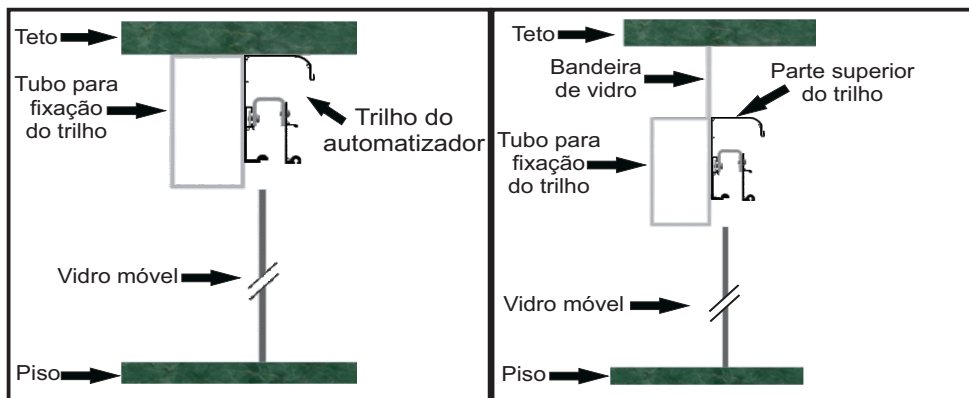 Teto
Tubo para
fixação
do trilho
Trilho do
automatizador
Vidro móvel
Piso
Teto
Bandeira
de vidro
Parte superior
do trilho
Tubo para
fixação
do trilho
Vidro móvel
Piso